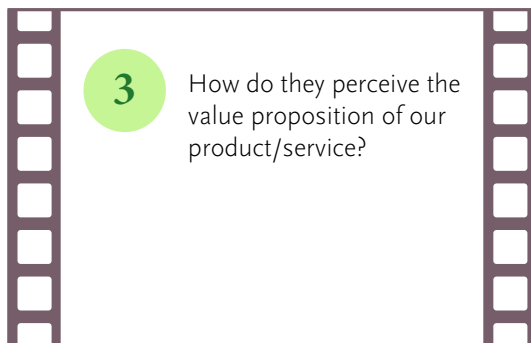 3
How do they perceive the
value proposition of our
product/service?